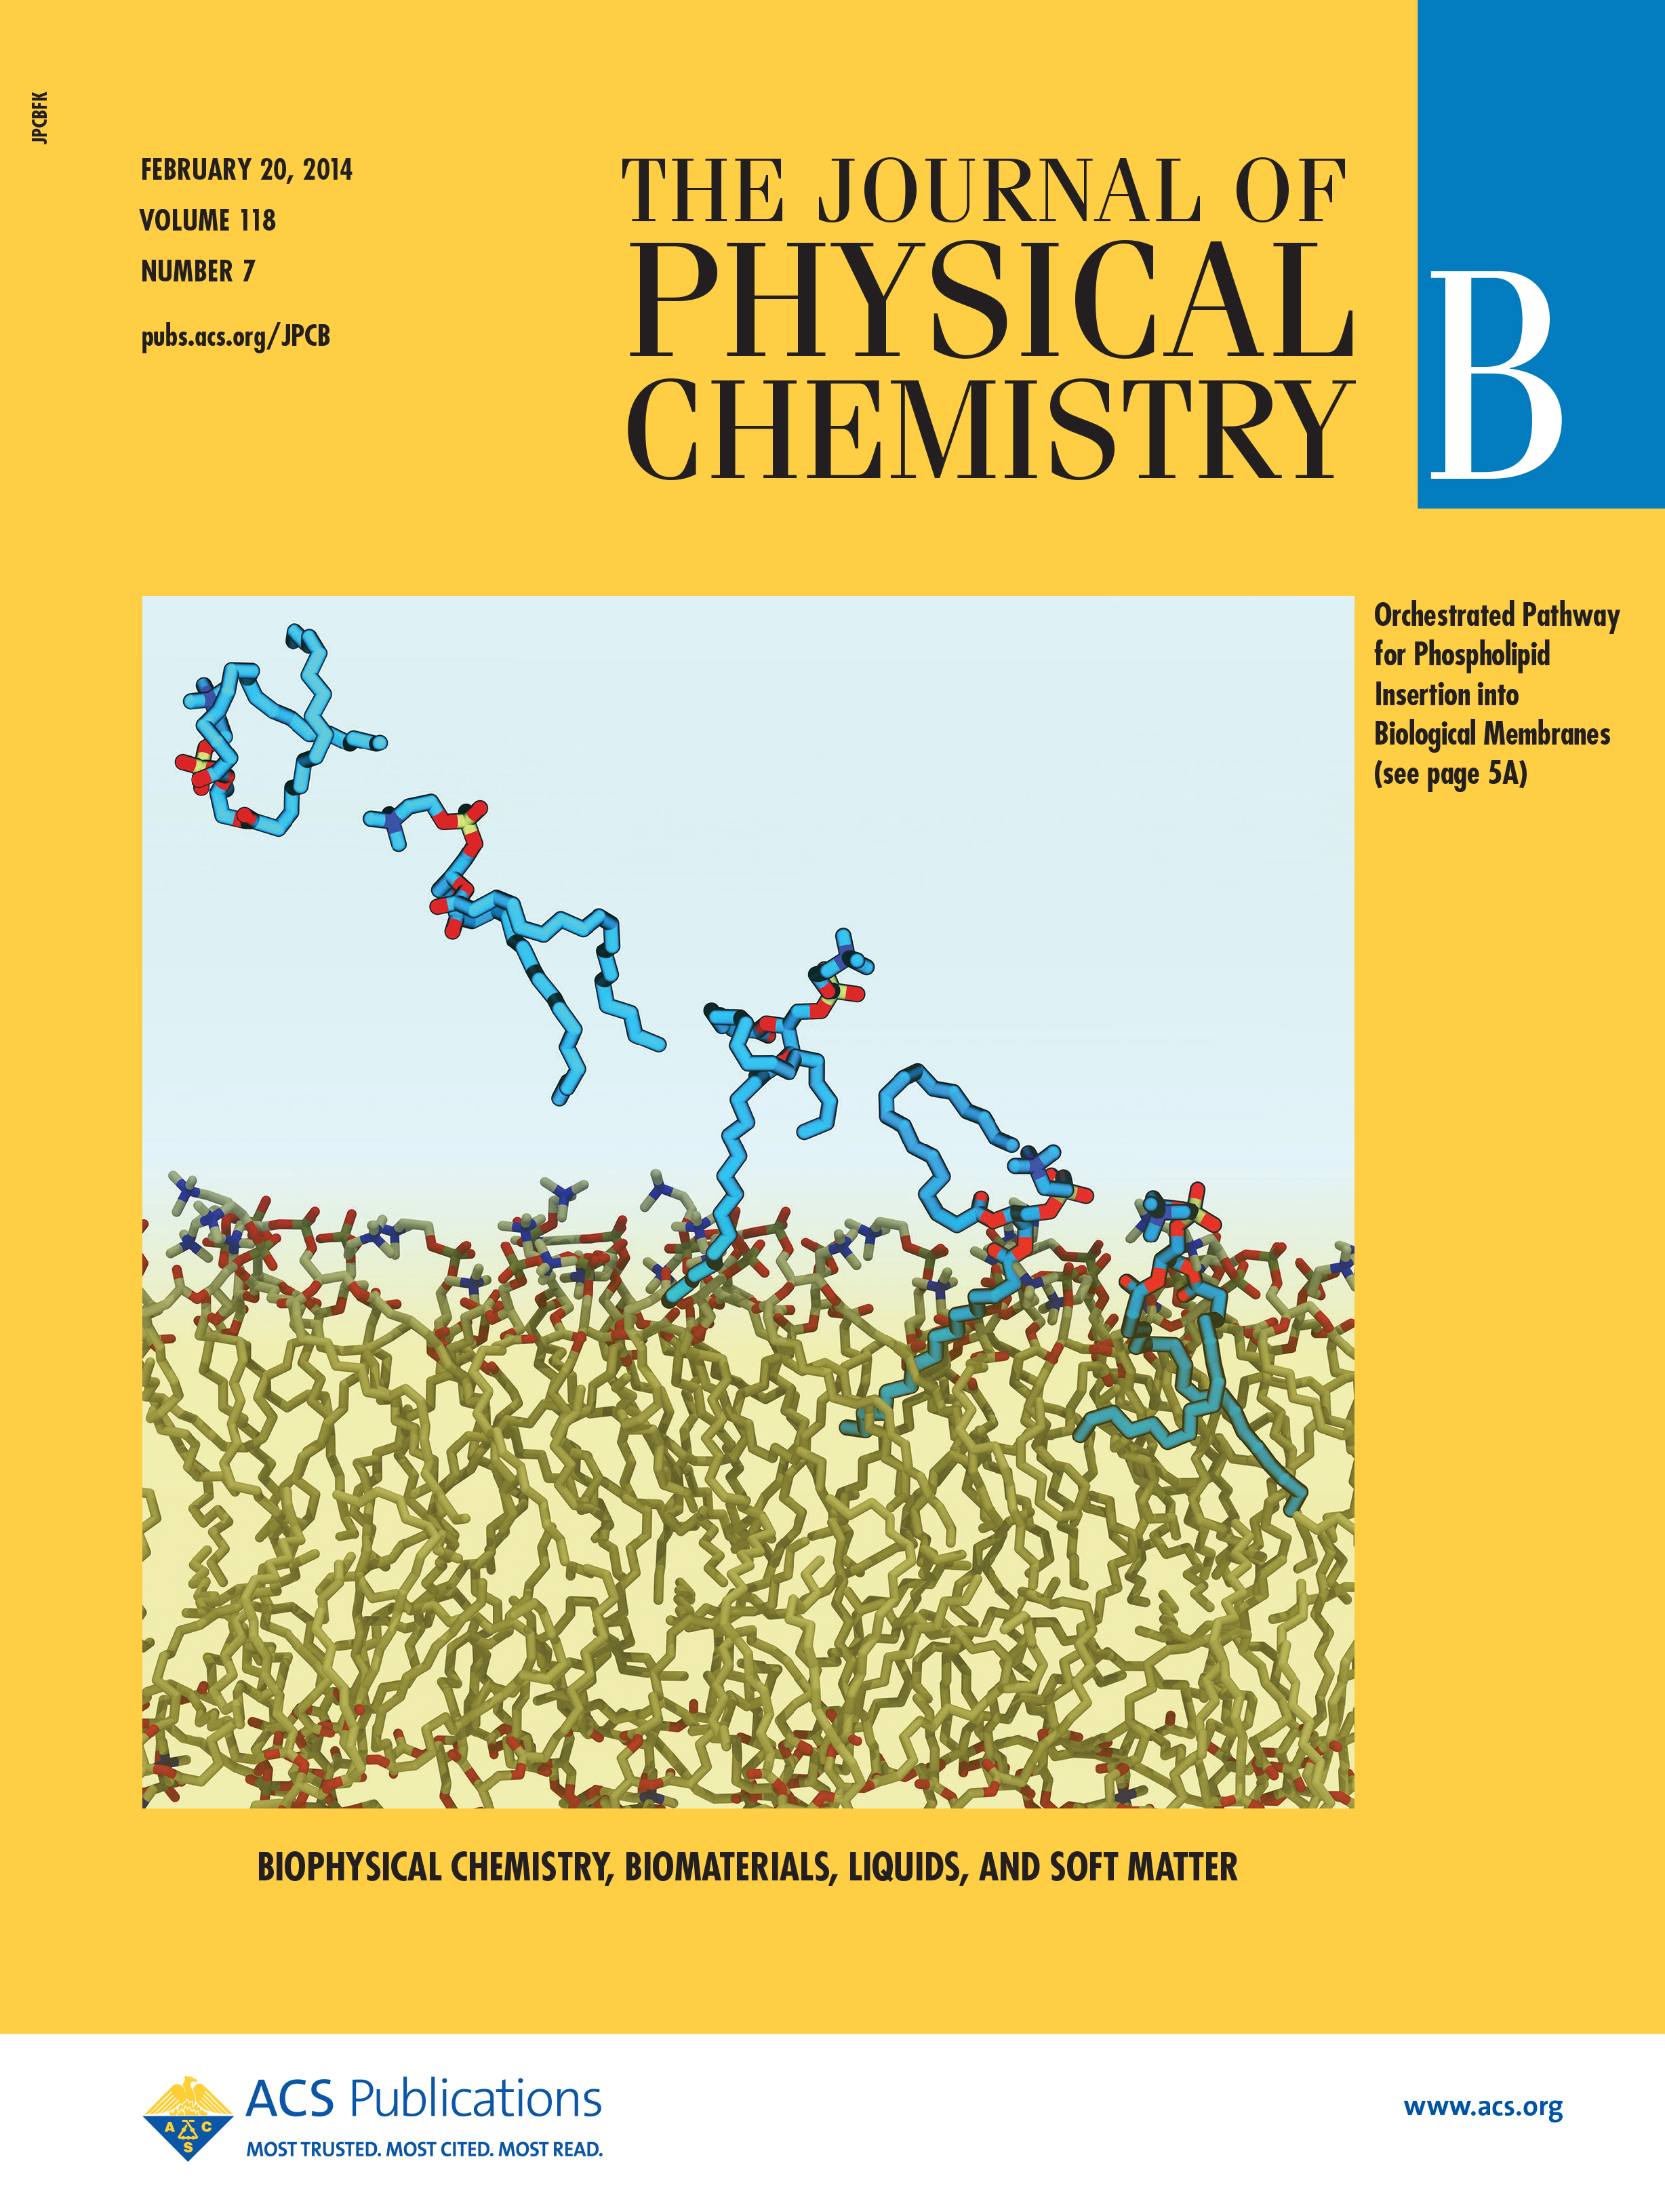 JPCBFK
FEBRUARY 20, 2014
VOLUME 118
NUMBER 7
pubs.acs.org/JPCB
THE JOURNAL OF
PHYSICAL
CHEMISTRY
B
Orchestrated Pathway
for Phospholipid
Insertion into
Biological Membranes
(see page 5A)
BIOPHYSICAL CHEMISTRY, BIOMATERIALS, LIQUIDS, AND SOFT MATTER
A C
S
ACS Publications
MOST TRUSTED. MOST CITED. MOST READ.
www.acs.org